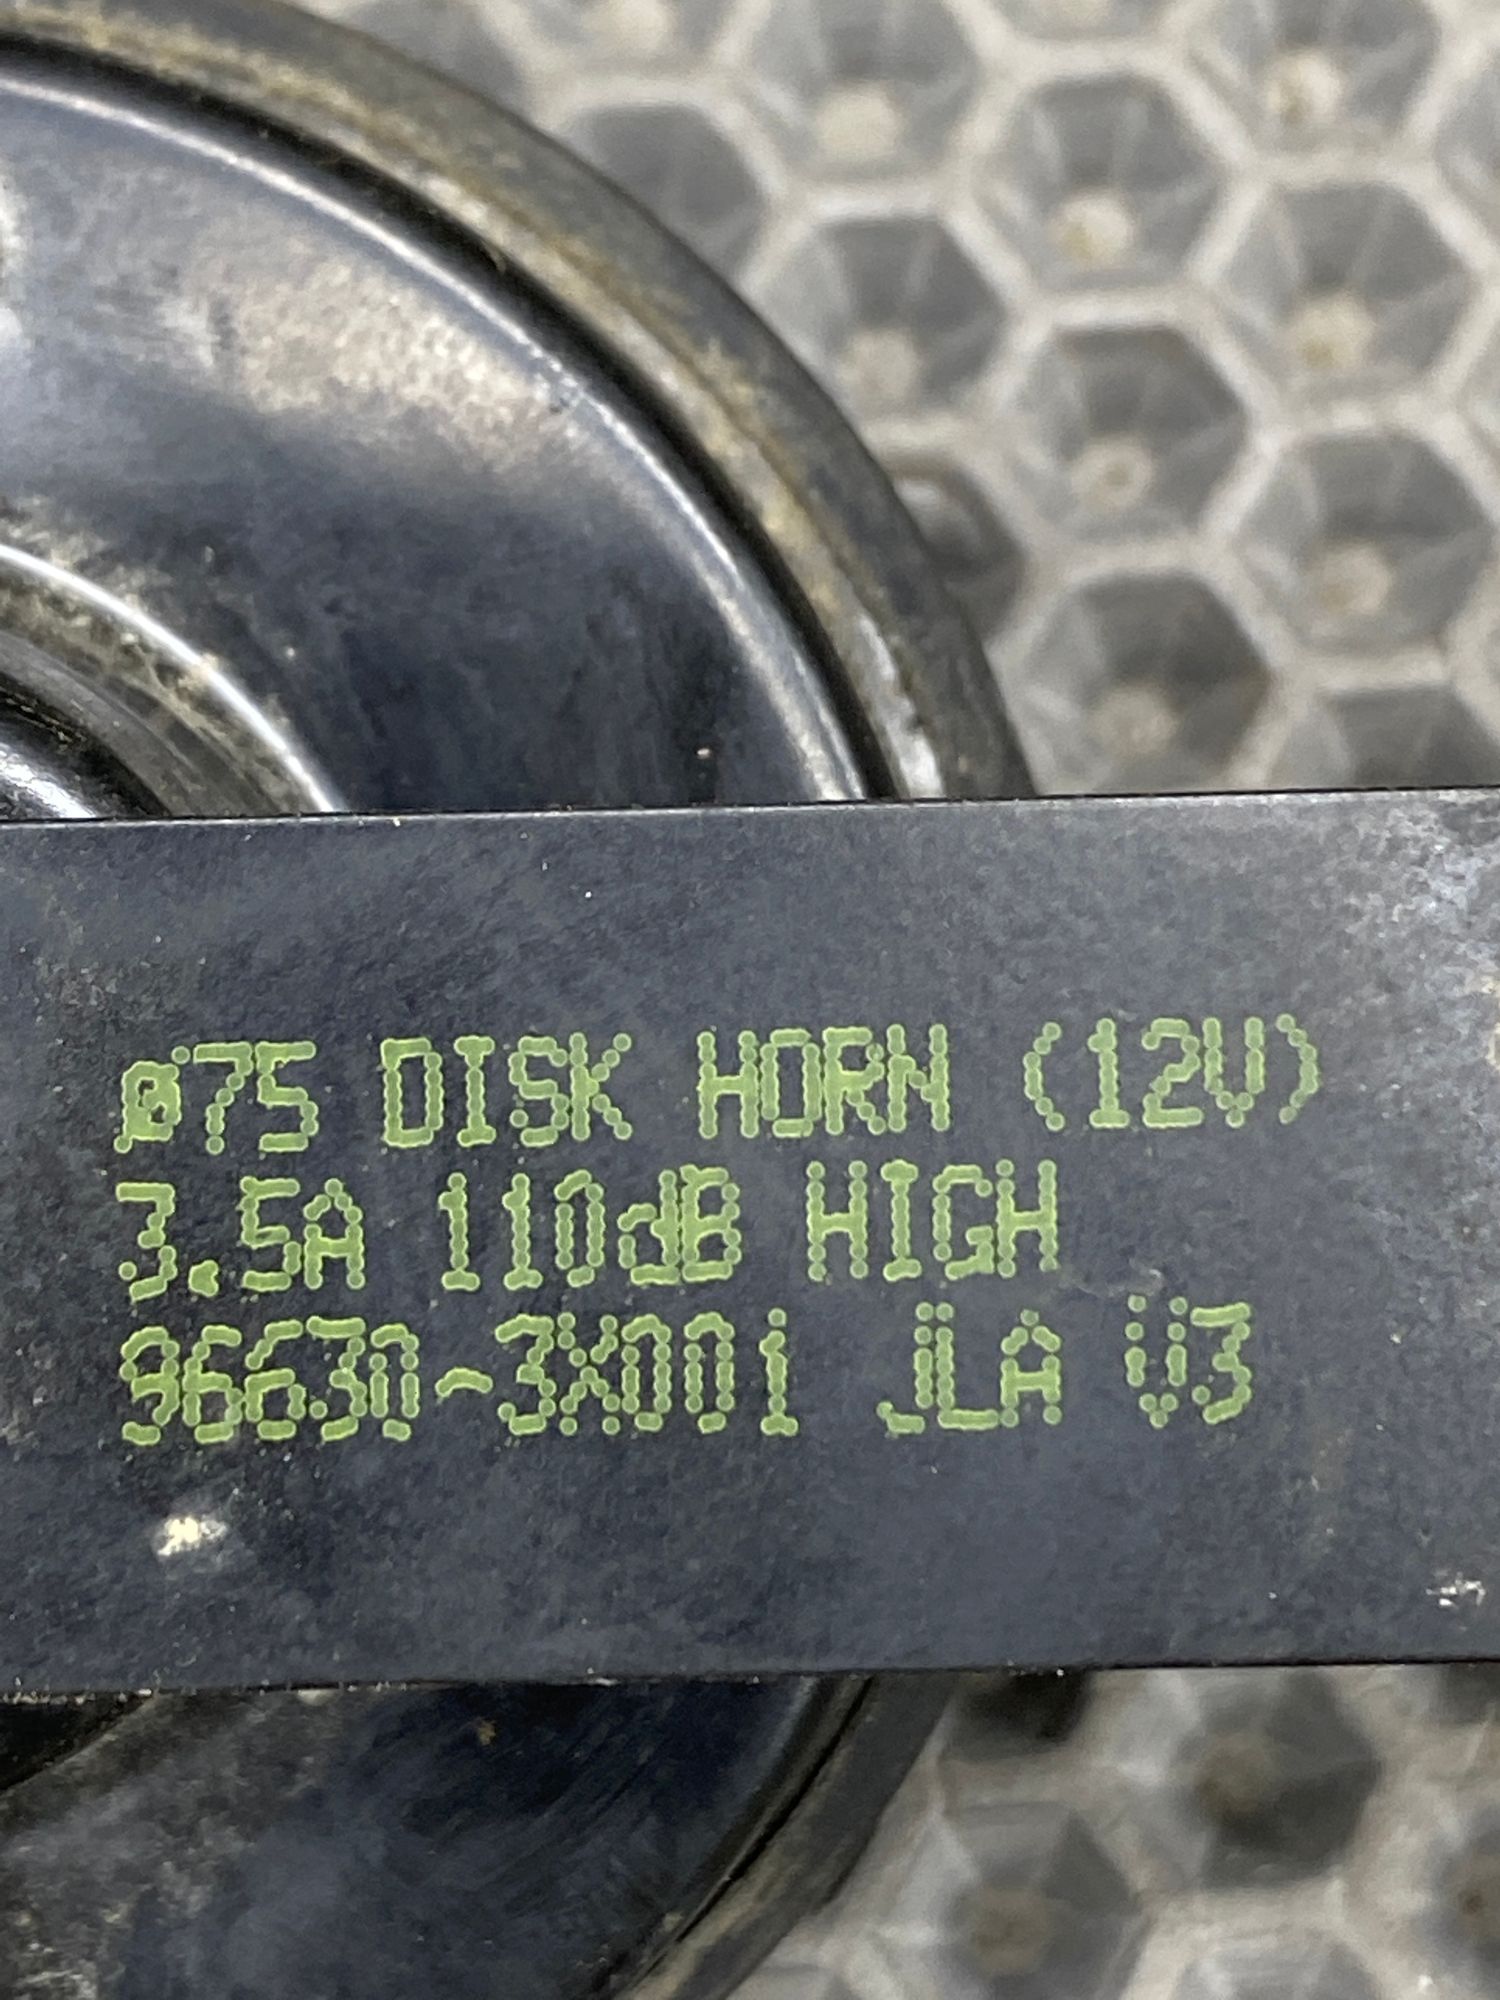 Ø75 DISK HORN (12V)
3.5A 110dB HIGH
96630-3X001 JLA V3